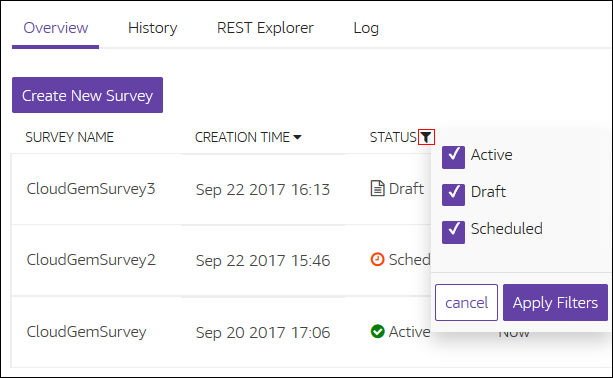 Overview History REST Explorer Log
Create New Survey
SURVEY NAME CREATION TIME STATUS
Active
CloudGemSurvey3 Sep 22 2017 16:13 Draft
Draft
Scheduled
CloudGemSurvey2 Sep 22 2017 15:46 Sched
cancel Apply Filters
CloudGemSurvey Sep 20 2017 17:06 Active Now